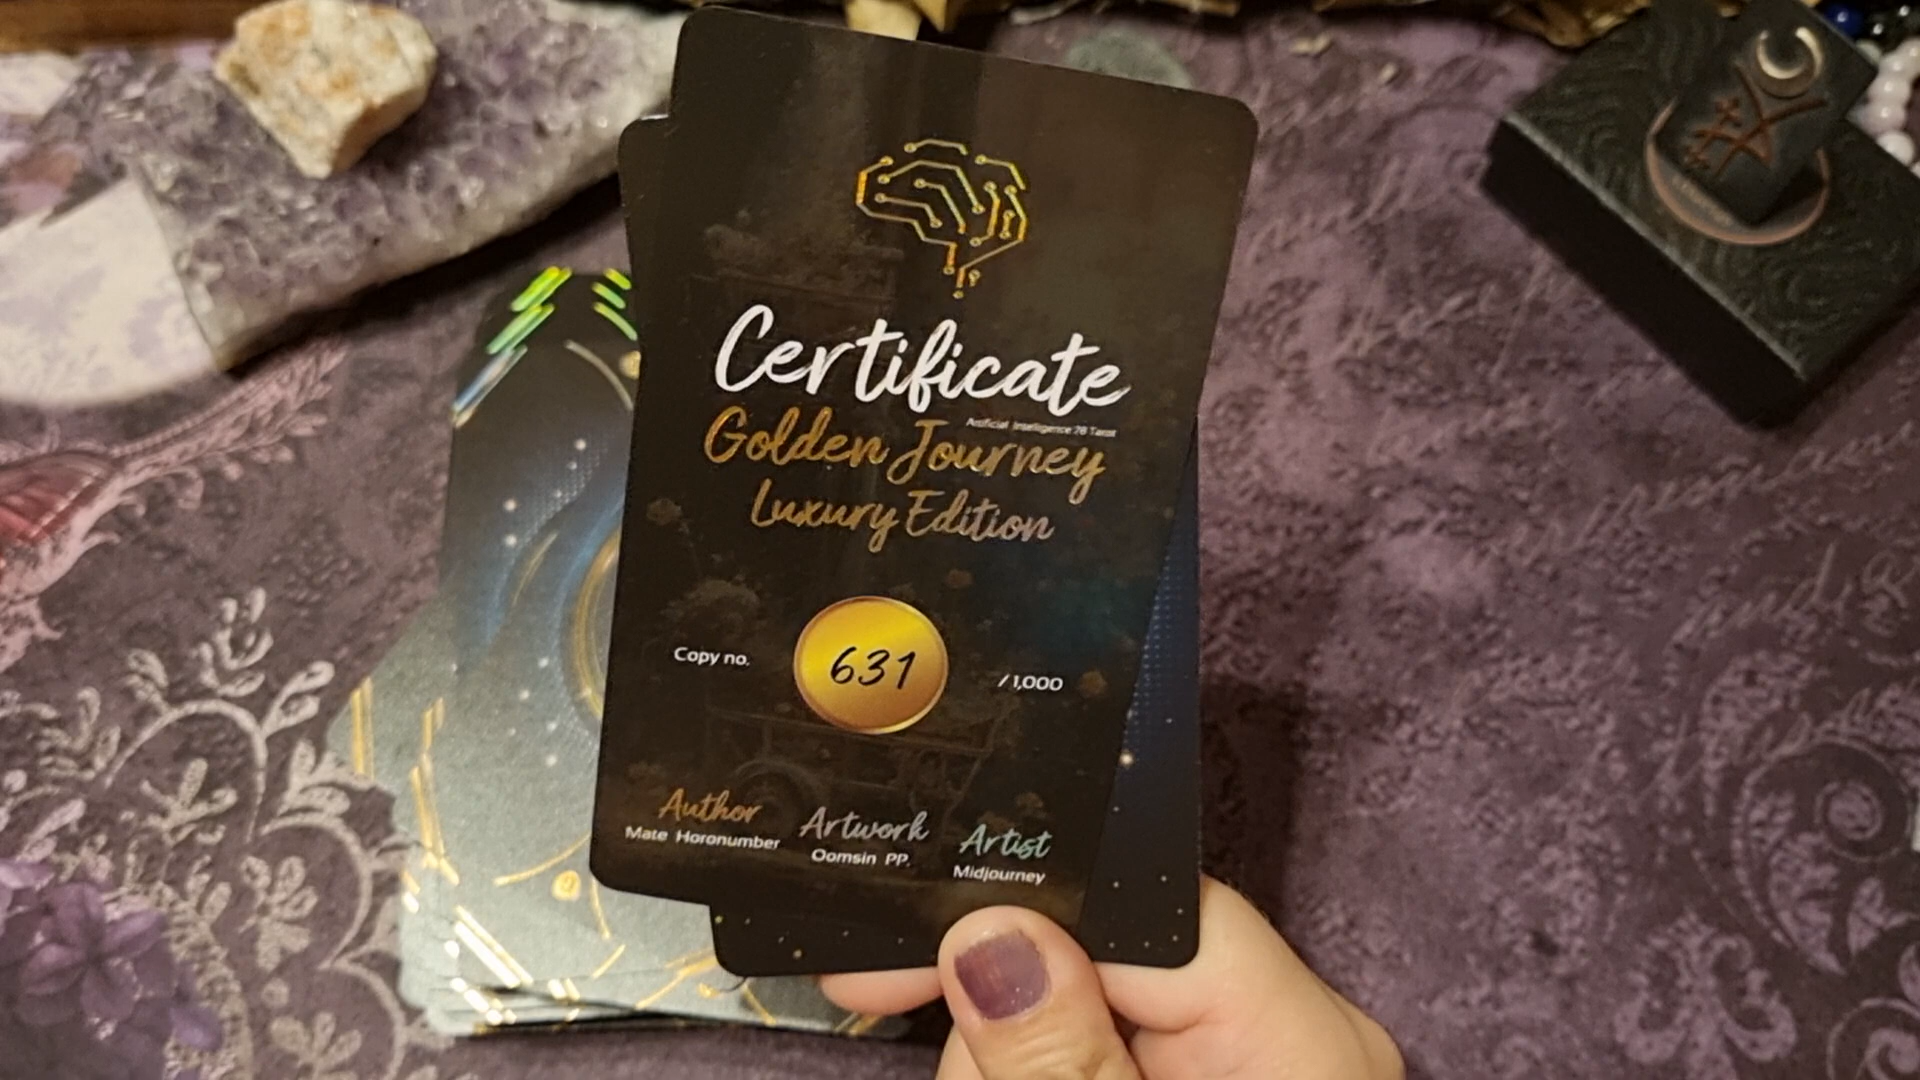 Certificate
Artificial Intelligence 78 Tarot
Golden Journey
Luxury Edition
Copy no. 631 /1,000
Author Artwork Artist
Mate Horonumber Oomsin PP. Midjourney